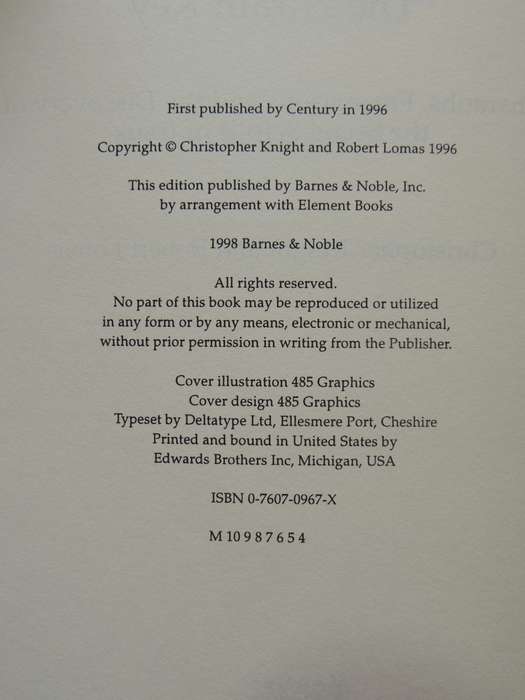 First published by Century in 1996
Copyright © Christopher Knight and Robert Lomas 1996
This edition published by Barnes & Noble, Inc.
by arrangement with Element Books
1998 Barnes & Noble
All rights reserved.
No part of this book may be reproduced or utilized
in any form or by any means, electronic or mechanical,
without prior permission in writing from the Publisher.
Cover illustration 485 Graphics
Cover design 485 Graphics
Typeset by Deltatype Ltd, Ellesmere Port, Cheshire
Printed and bound in United States by
Edwards Brothers Inc, Michigan, USA
ISBN 0-7607-0967-X
M 10 9 8 7 6 5 4